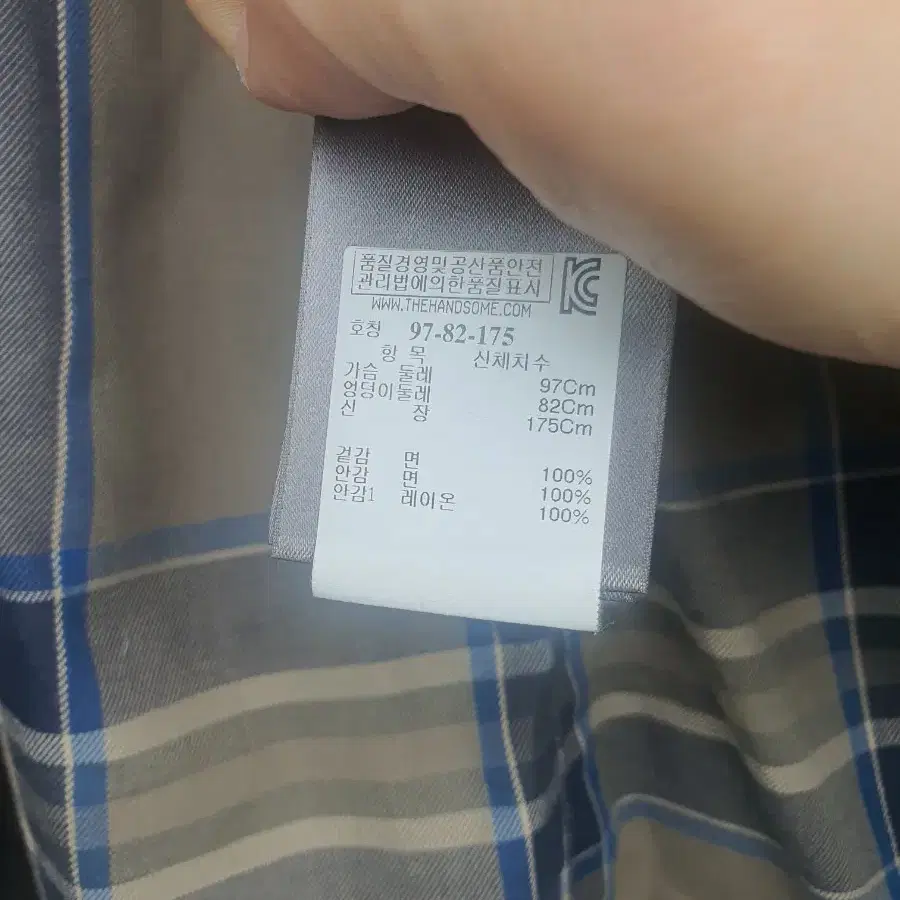 품질경영및공산품안전
관리법에의한품질표시
WWW.THEHANDSOME.COM
호칭 97-82-175
항 목 신체치수
가슴 둘레 97Cm
엉덩이둘레 82Cm
신 장 175Cm
겉감 면 100%
안감 면 100%
안감1 레이온 100%